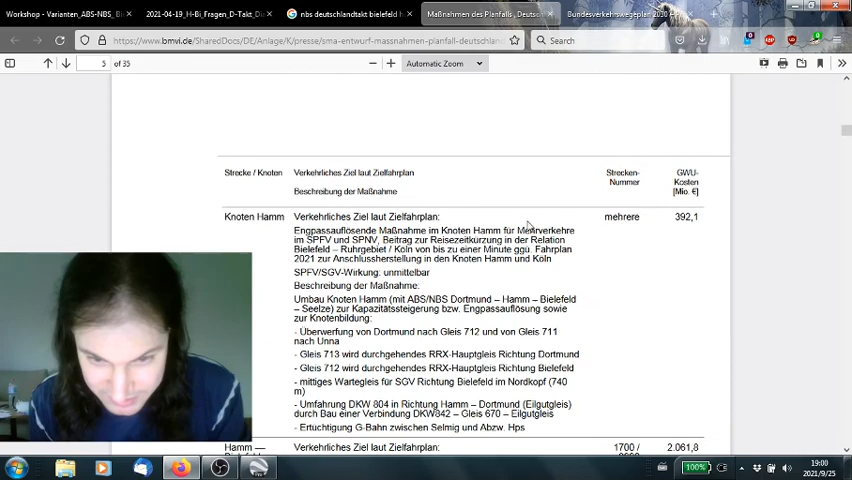 Workshop - Varianten_ABS-NBS_Bi
2021-04-19_H-Bi_Fragen_D-Takt_D
nbs deutschlandtakt bielefeld h
Maßnahmen des Planfalls „Deutsch
Bundesverkehrswegeplan 2030
https://www.bmvi.de/SharedDocs/DE/Anlage/K/presse/sma-entwurf-massnahmen-planfall-deutschland
Search
5 of 35
Automatic Zoom
Strecke / Knoten
Verkehrliches Ziel laut Zielfahrplan
Beschreibung der Maßnahme
Strecken-
Nummer
GWU-
Kosten
[Mio. €]
Knoten Hamm
Verkehrliches Ziel laut Zielfahrplan:
mehrere
392,1
Engpassauflösende Maßnahme im Knoten Hamm für Mehrverkehre
im SPFV und SPNV, Beitrag zur Reisezeitkürzung in der Relation
Bielefeld – Ruhrgebiet / Köln von bis zu einer Minute ggü. Fahrplan
2021 zur Anschlussherstellung in den Knoten Hamm und Köln
SPFV/SGV-Wirkung: unmittelbar
Beschreibung der Maßnahme:
Umbau Knoten Hamm (mit ABS/NBS Dortmund – Hamm – Bielefeld
– Seelze) zur Kapazitätssteigerung bzw. Engpassauflösung sowie
zur Knotenbildung:
- Überwerfung von Dortmund nach Gleis 712 und von Gleis 711
nach Unna
- Gleis 713 wird durchgehendes RRX-Hauptgleis Richtung Dortmund
- Gleis 712 wird durchgehendes RRX-Hauptgleis Richtung Bielefeld
- mittiges Wartegleis für SGV Richtung Bielefeld im Nordkopf (740
m)
- Umfahrung DKW 804 in Richtung Hamm – Dortmund (Eilgutgleis)
durch Bau einer Verbindung DKW842 – Gleis 670 – Eilgutgleis
- Ertüchtigung G-Bahn zwischen Selmig und Abzw. Hps
Hamm —
Verkehrliches Ziel laut Zielfahrplan:
1700 /
2.061,8
100%
19:00
2021/9/25